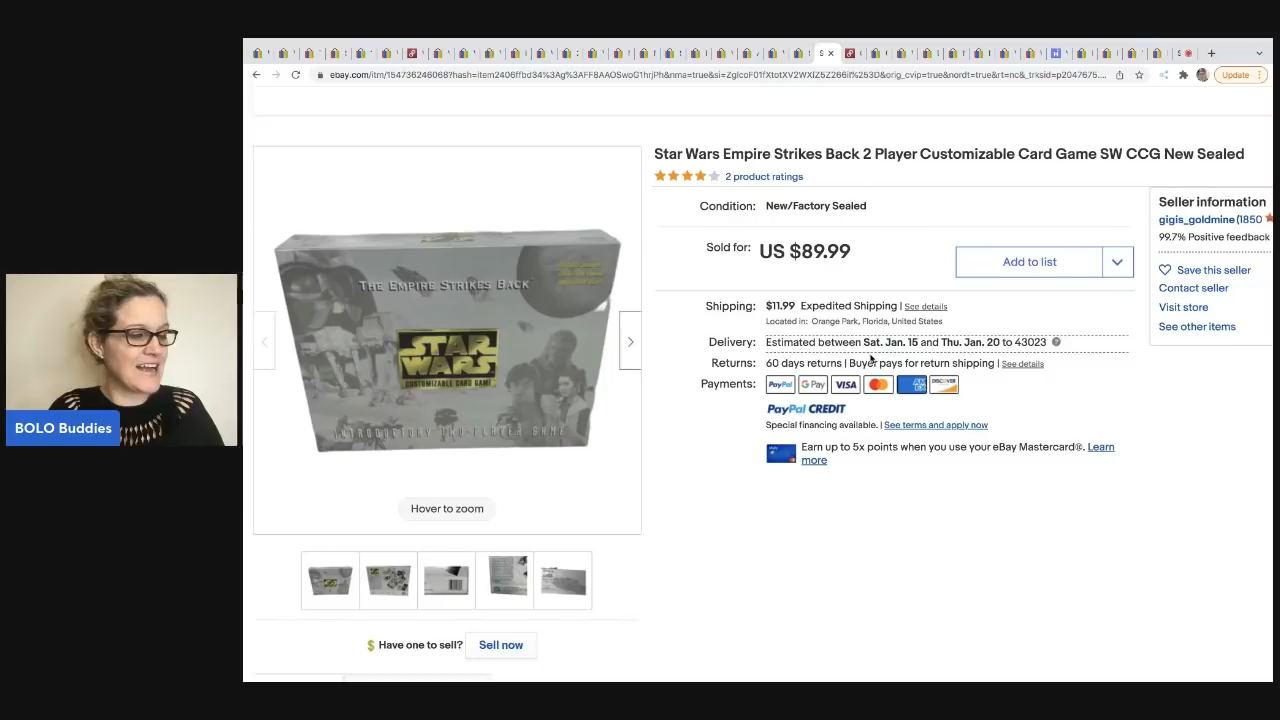 Update
ebay.com/itm/154736246068?hash=item2406ffbd34%3Ag%3AFF8AAOSwoG1hrjPh&nma=true&si=ZglcoF01fXtotXV2WXIZ5Z266iI%253D&orig_cvip=true&nordt=true&rt=nc&_trksid=p2047675....
Star Wars Empire Strikes Back 2 Player Customizable Card Game SW CCG New Sealed
2 product ratings
Condition: New/Factory Sealed
Sold for: US $89.99
Add to list
Shipping: $11.99 Expedited Shipping | See details
Located in: Orange Park, Florida, United States
Delivery: Estimated between Sat. Jan. 15 and Thu. Jan. 20 to 43023
Returns: 60 days returns | Buyer pays for return shipping | See details
Payments: PayPal G Pay VISA DISCOVER
PayPal CREDIT
Special financing available. | See terms and apply now
Earn up to 5x points when you use your eBay Mastercard®. Learn
more
Seller information
gigis_goldmine (1850
99.7% Positive feedback
Save this seller
Contact seller
Visit store
See other items
THE EMPIRE STRIKES BACK
STAR
WARS
CUSTOMIZABLE CARD GAME
INTRODUCTORY TWO-PLAYER GAME
Hover to zoom
Have one to sell? Sell now
BOLO Buddies